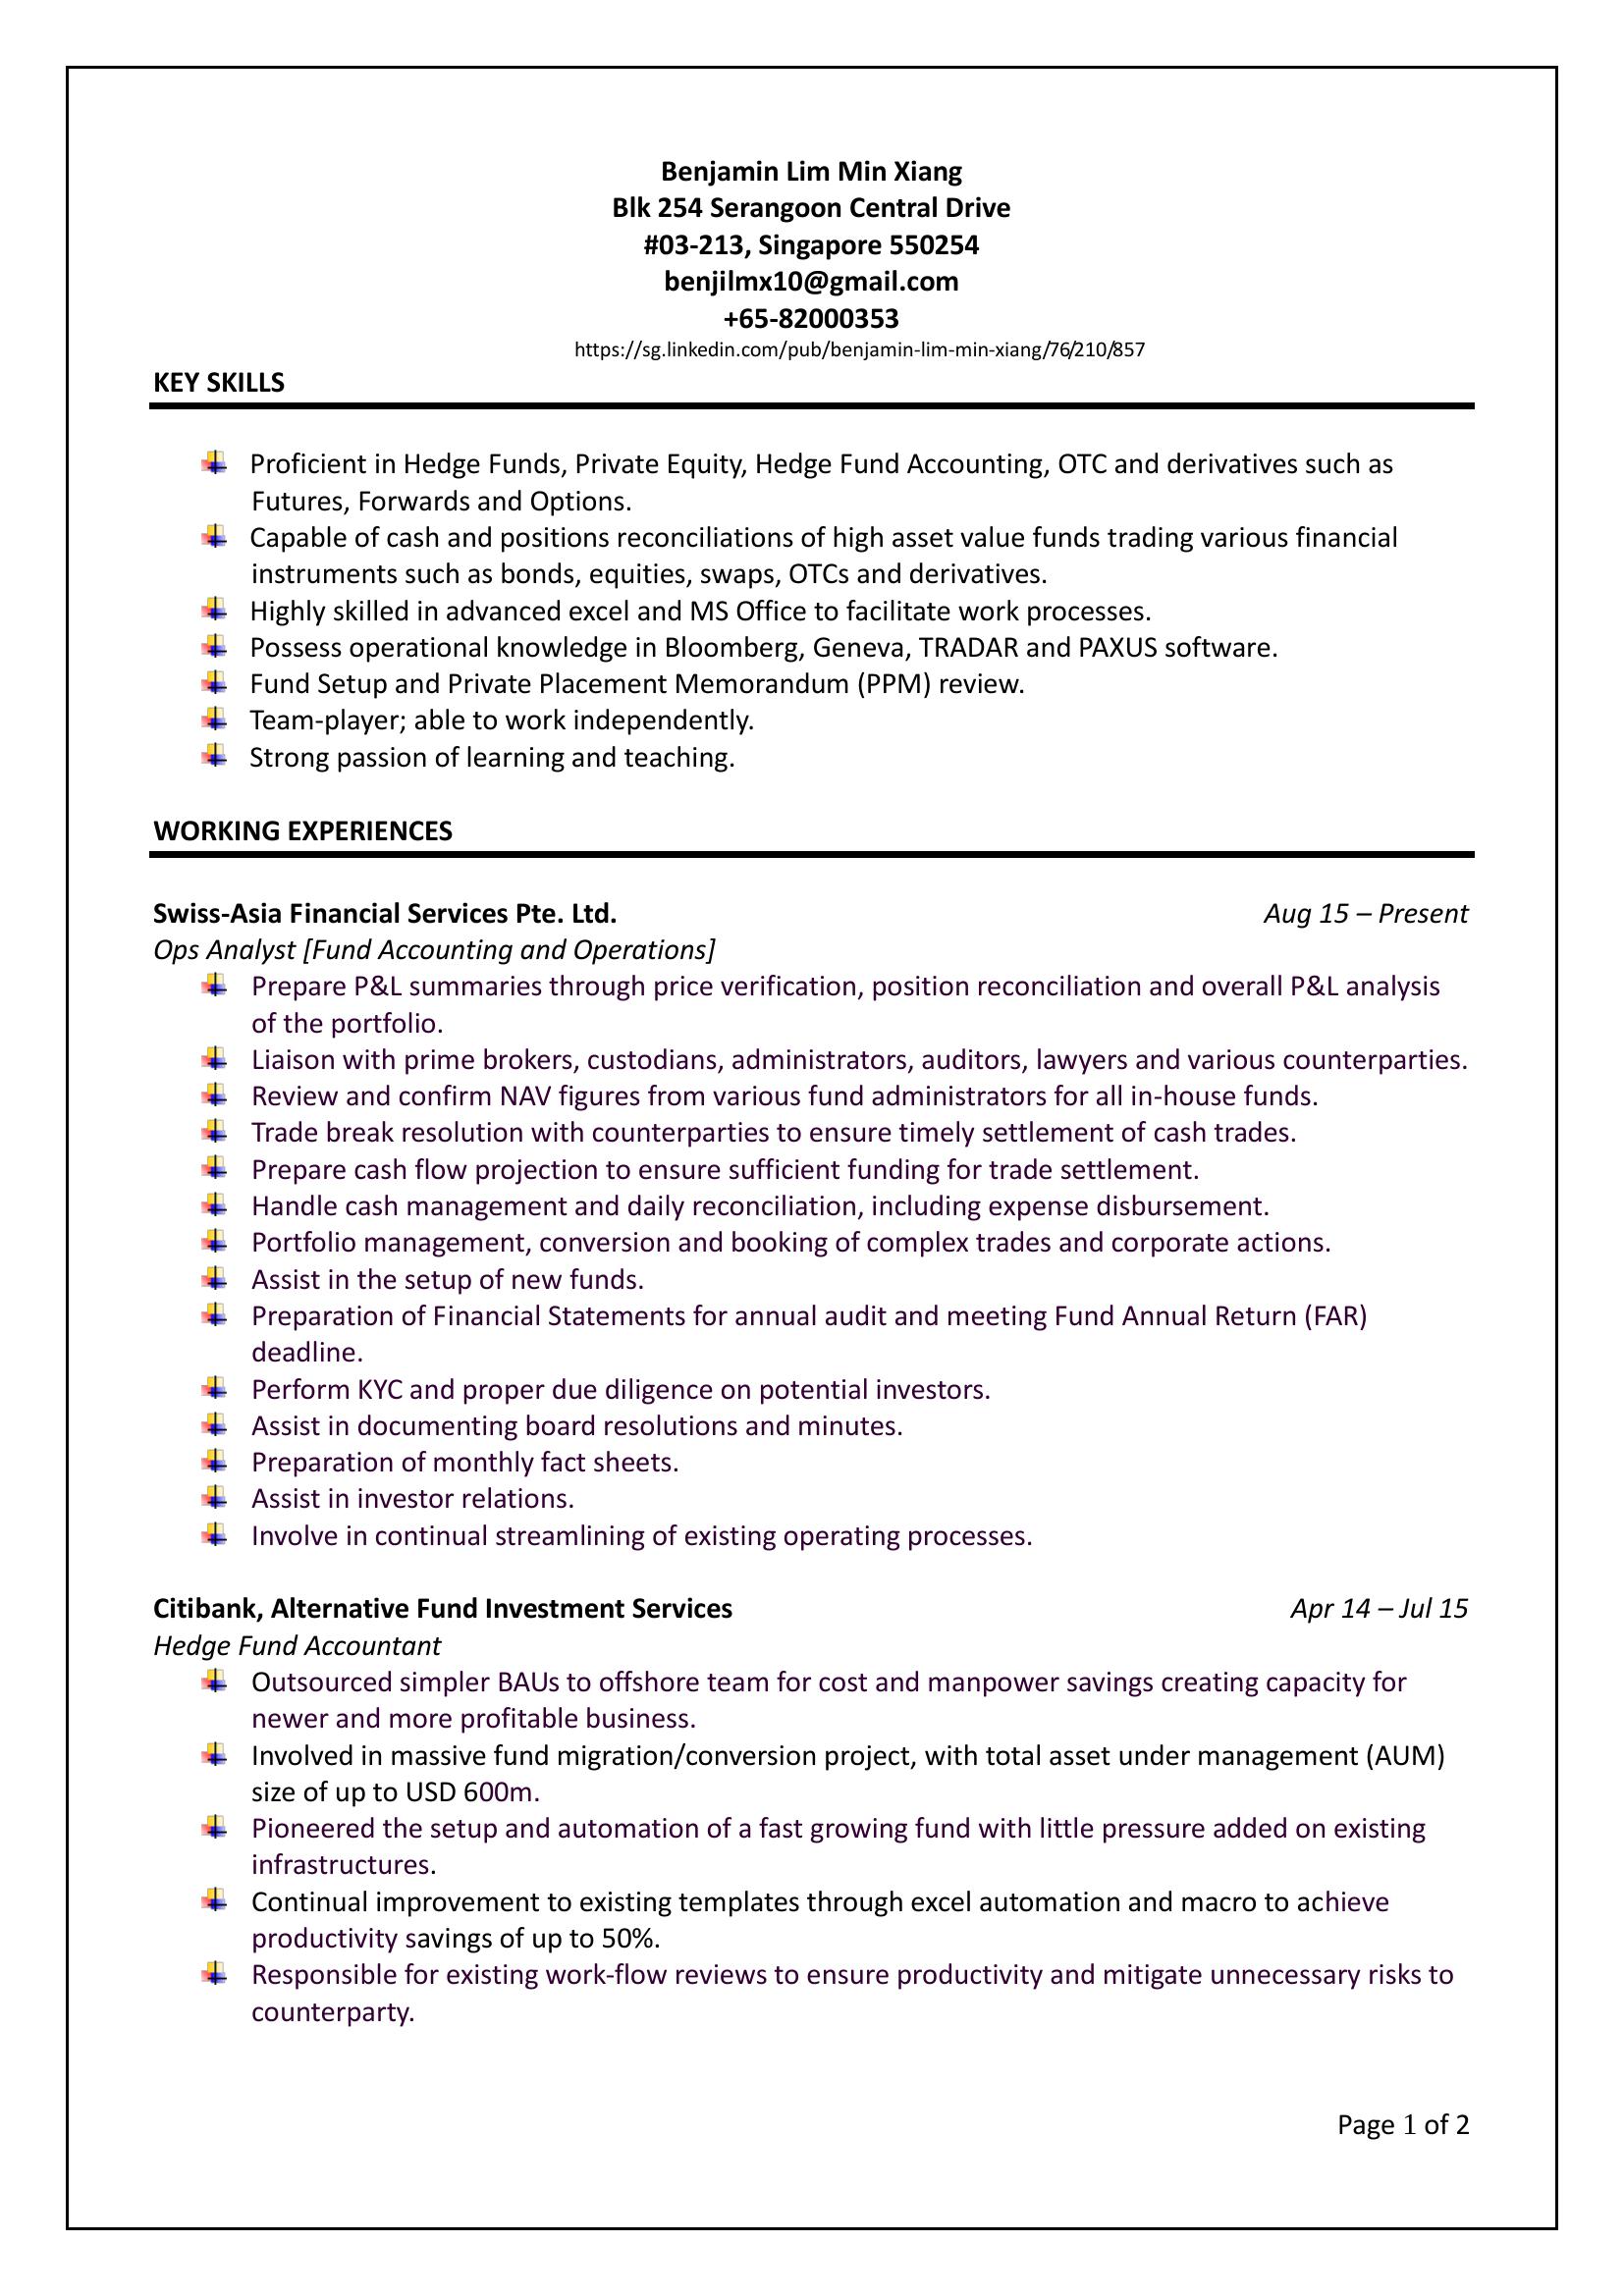 Benjamin Lim Min Xiang
Blk 254 Serangoon Central Drive
#03-213, Singapore 550254
benjilmx10@gmail.com
+65-82000353
https://sg.linkedin.com/pub/benjamin-lim-min-xiang/76/210/857
KEY SKILLS
Proficient in Hedge Funds, Private Equity, Hedge Fund Accounting, OTC and derivatives such as
Futures, Forwards and Options.
Capable of cash and positions reconciliations of high asset value funds trading various financial
instruments such as bonds, equities, swaps, OTCs and derivatives.
Highly skilled in advanced excel and MS Office to facilitate work processes.
Possess operational knowledge in Bloomberg, Geneva, TRADAR and PAXUS software.
Fund Setup and Private Placement Memorandum (PPM) review.
Team-player; able to work independently.
Strong passion of learning and teaching.
WORKING EXPERIENCES
Swiss-Asia Financial Services Pte. Ltd. Aug 15 – Present
Ops Analyst [Fund Accounting and Operations]
Prepare P&L summaries through price verification, position reconciliation and overall P&L analysis
of the portfolio.
Liaison with prime brokers, custodians, administrators, auditors, lawyers and various counterparties.
Review and confirm NAV figures from various fund administrators for all in-house funds.
Trade break resolution with counterparties to ensure timely settlement of cash trades.
Prepare cash flow projection to ensure sufficient funding for trade settlement.
Handle cash management and daily reconciliation, including expense disbursement.
Portfolio management, conversion and booking of complex trades and corporate actions.
Assist in the setup of new funds.
Preparation of Financial Statements for annual audit and meeting Fund Annual Return (FAR)
deadline.
Perform KYC and proper due diligence on potential investors.
Assist in documenting board resolutions and minutes.
Preparation of monthly fact sheets.
Assist in investor relations.
Involve in continual streamlining of existing operating processes.
Citibank, Alternative Fund Investment Services Apr 14 – Jul 15
Hedge Fund Accountant
Outsourced simpler BAUs to offshore team for cost and manpower savings creating capacity for
newer and more profitable business.
Involved in massive fund migration/conversion project, with total asset under management (AUM)
size of up to USD 600m.
Pioneered the setup and automation of a fast growing fund with little pressure added on existing
infrastructures.
Continual improvement to existing templates through excel automation and macro to achieve
productivity savings of up to 50%.
Responsible for existing work-flow reviews to ensure productivity and mitigate unnecessary risks to
counterparty.
Page 1 of 2